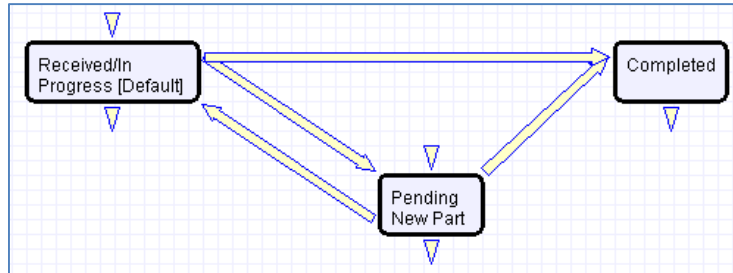 Received/In
Progress [Default]
Completed
Pending
New Part